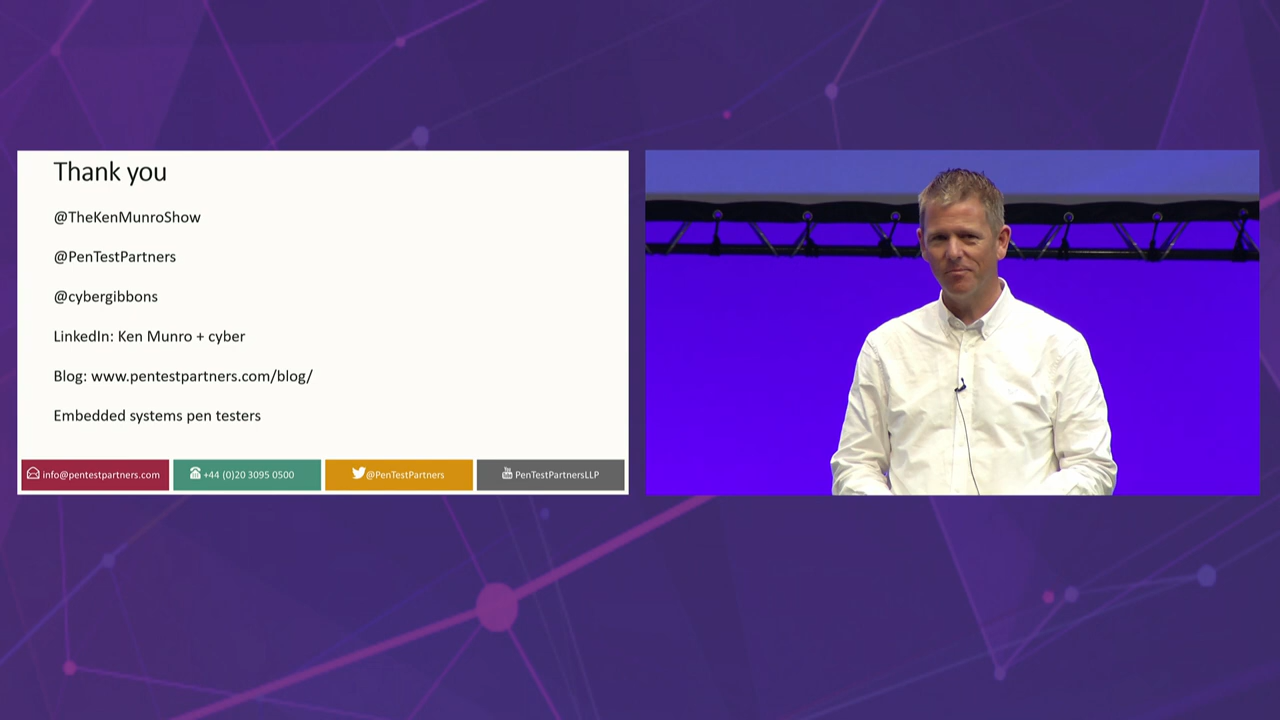 Thank you
@TheKenMunroShow
@PenTestPartners
@cybergibbons
LinkedIn: Ken Munro + cyber
Blog: www.pentestpartners.com/blog/
Embedded systems pen testers
info@pentestpartners.com
+44 (0)20 3095 0500
@PenTestPartners
PenTestPartnersLLP